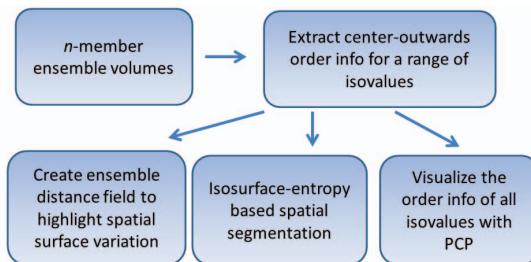 n-member
ensemble volumes
Extract center-outwards
order info for a range of
isovalues
Create ensemble
distance field to
highlight spatial
surface variation
Isosurface-entropy
based spatial
segmentation
Visualize the
order info of all
isovalues with
PCP